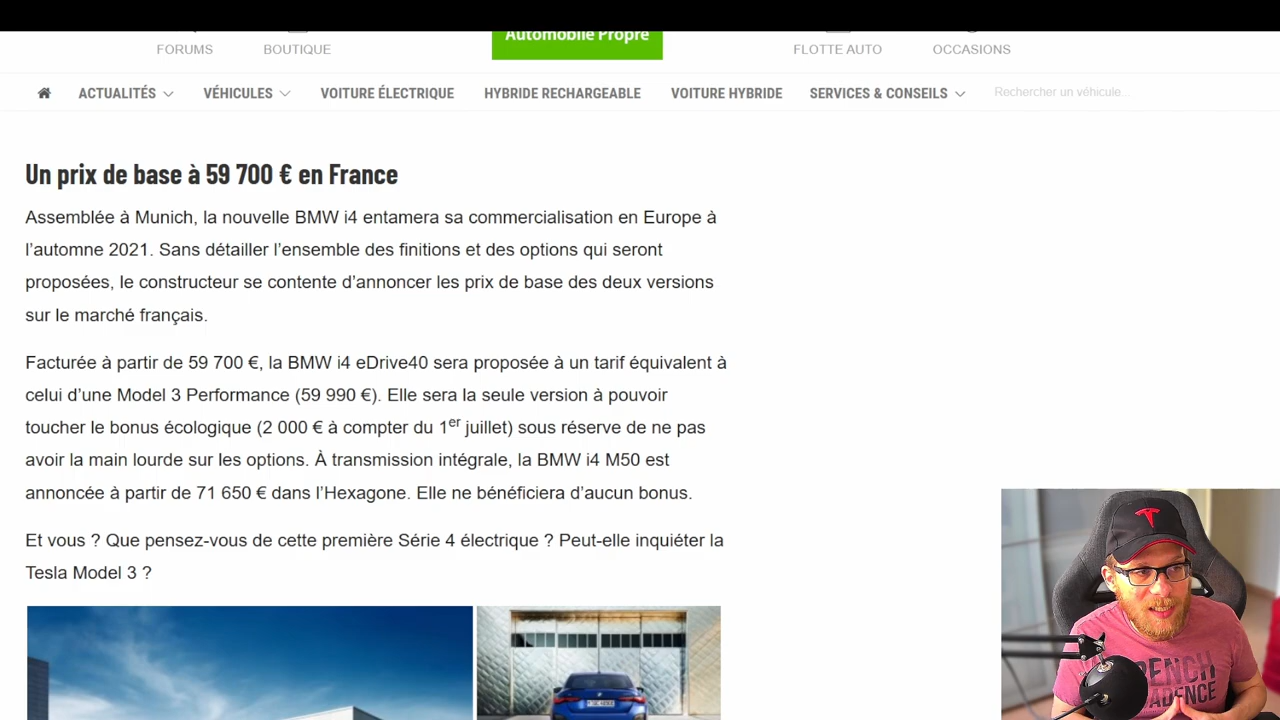 Automobile Propre
FORUMS
BOUTIQUE
FLOTTE AUTO
OCCASIONS
ACTUALITÉS
VÉHICULES
VOITURE ÉLECTRIQUE
HYBRIDE RECHARGEABLE
VOITURE HYBRIDE
SERVICES & CONSEILS
Rechercher un véhicule...
Un prix de base à 59 700 € en France
Assemblée à Munich, la nouvelle BMW i4 entamera sa commercialisation en Europe à
l’automne 2021. Sans détailler l’ensemble des finitions et des options qui seront
proposées, le constructeur se contente d’annoncer les prix de base des deux versions
sur le marché français.
Facturée à partir de 59 700 €, la BMW i4 eDrive40 sera proposée à un tarif équivalent à
celui d’une Model 3 Performance (59 990 €). Elle sera la seule version à pouvoir
toucher le bonus écologique (2 000 € à compter du 1er juillet) sous réserve de ne pas
avoir la main lourde sur les options. À transmission intégrale, la BMW i4 M50 est
annoncée à partir de 71 650 € dans l’Hexagone. Elle ne bénéficiera d’aucun bonus.
Et vous ? Que pensez-vous de cette première Série 4 électrique ? Peut-elle inquiéter la
Tesla Model 3 ?